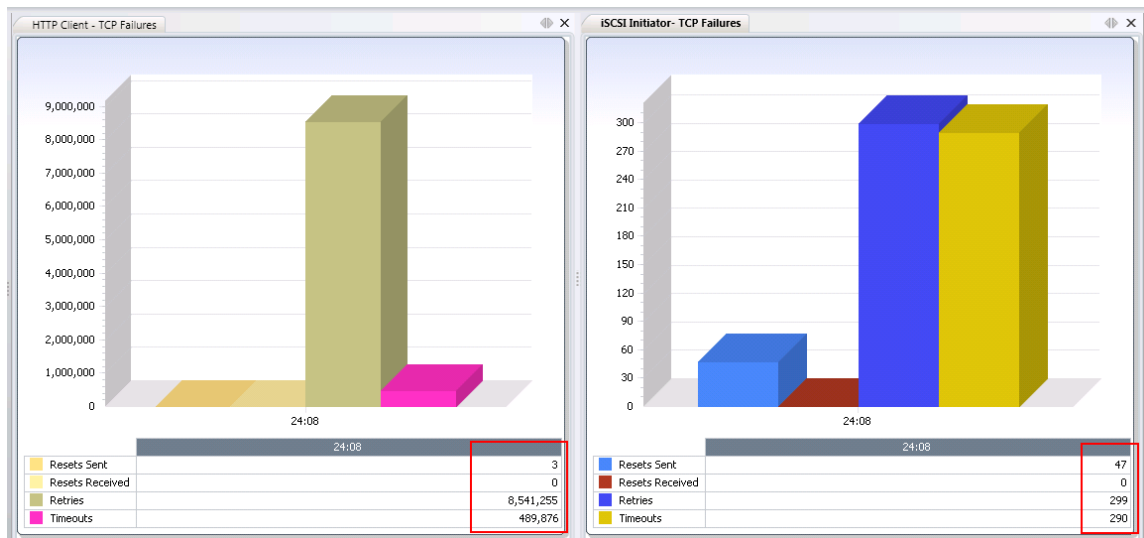 HTTP Client - TCP Failures
9,000,000
8,000,000
7,000,000
6,000,000
5,000,000
4,000,000
3,000,000
2,000,000
1,000,000
0
24:08
24:08
Resets Sent 3
Resets Received 0
Retries 8,541,255
Timeouts 489,876
iSCSI Initiator- TCP Failures
300
270
240
210
180
150
120
90
60
30
0
24:08
24:08
Resets Sent 47
Resets Received 0
Retries 299
Timeouts 290